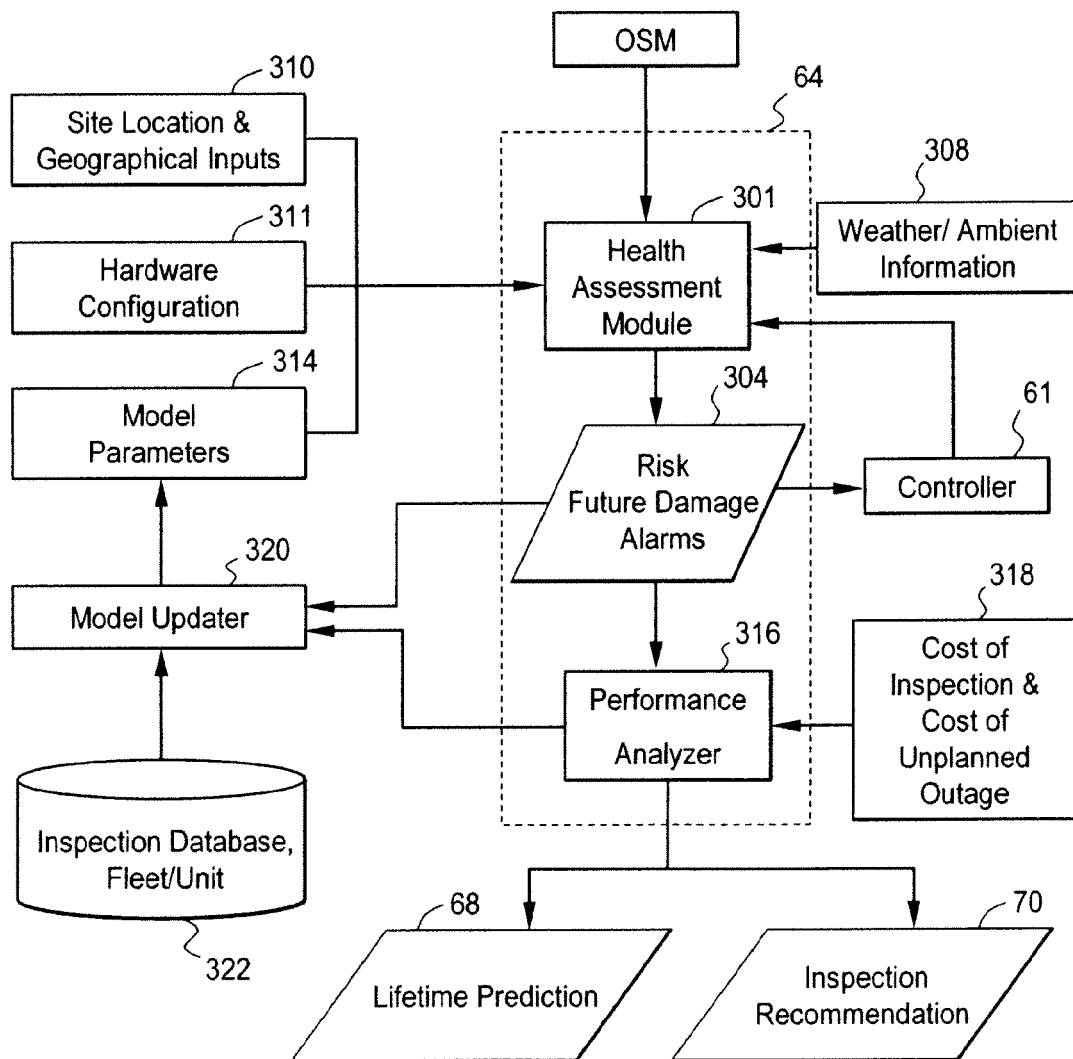 OSM
310
Site Location &
Geographical Inputs
64
308
Weather/ Ambient
Information
311
Hardware
Configuration
301
Health
Assessment
Module
314
Model
Parameters
304
Risk
Future Damage
Alarms
61
Controller
320
Model Updater
316
Performance
Analyzer
318
Cost of
Inspection &
Cost of
Unplanned
Outage
Inspection Database,
Fleet/Unit
322
68
Lifetime Prediction
70
Inspection
Recommendation